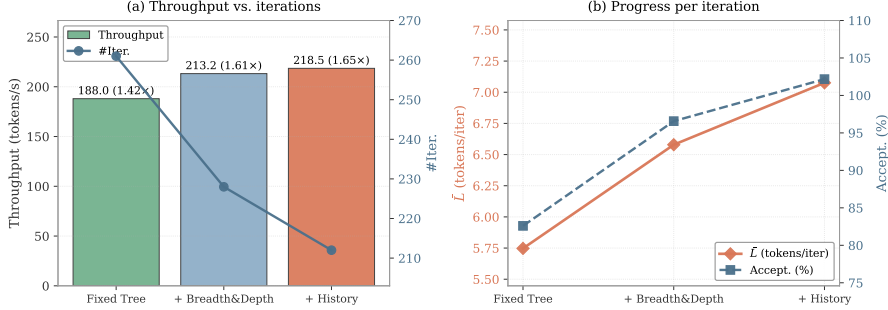 (a) Throughput vs. iterations
Throughput (tokens/s)
250
200
150
100
50
0
Throughput
#Iter.
188.0 (1.42×)
213.2 (1.61×)
218.5 (1.65×)
270
260
250
240
230
220
210
#Iter.
Fixed Tree
+ Breadth&Depth
+ History
(b) Progress per iteration
L̄ (tokens/iter)
7.50
7.25
7.00
6.75
6.50
6.25
6.00
5.75
5.50
110
105
100
95
90
85
80
75
Accept. (%)
L̄ (tokens/iter)
Accept. (%)
Fixed Tree
+ Breadth&Depth
+ History